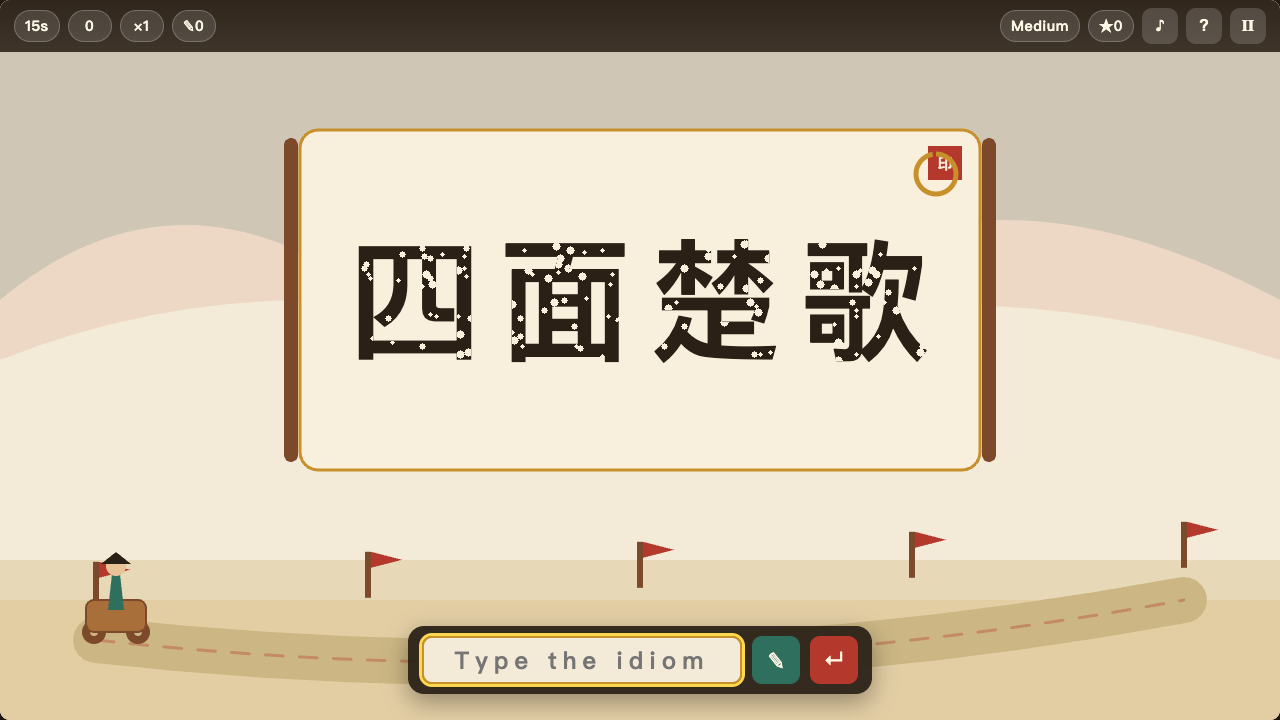 15s 0 ×1 ✎0 Medium ★0 ♪ ? II
印
四面楚歌
Type the idiom